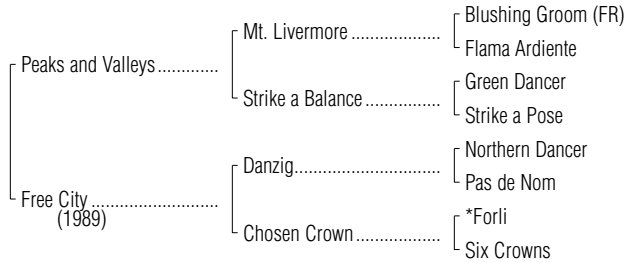 Blushing Groom (FR)
Mt. Livermore ...................
Flama Ardiente
Peaks and Valleys.............
Green Dancer
Strike a Balance ................
Strike a Pose
Northern Dancer
Danzig..............................
Pas de Nom
Free City ...........................
(1989)
*Forli
Chosen Crown..................
Six Crowns